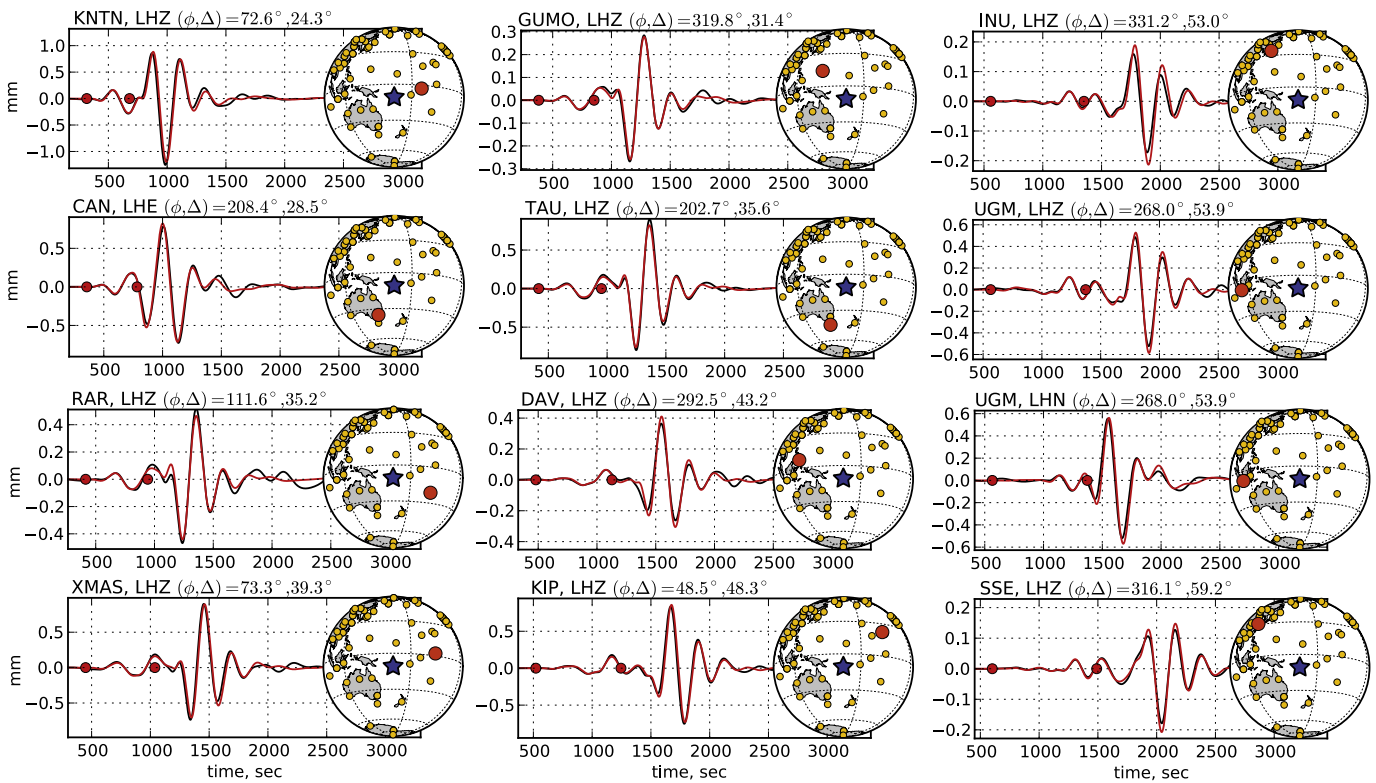 KNTN, LHZ (ϕ,Δ)=72.6°,24.3°
mm
1.0
0.5
0.0
−0.5
−1.0
500 1000 1500 2000 2500 3000
GUMO, LHZ (ϕ,Δ)=319.8°,31.4°
0.3
0.2
0.1
0.0
−0.1
−0.2
−0.3
500 1000 1500 2000 2500 3000
INU, LHZ (ϕ,Δ)=331.2°,53.0°
0.2
0.1
0.0
−0.1
−0.2
500 1000 1500 2000 2500 3000
CAN, LHE (ϕ,Δ)=208.4°,28.5°
mm
0.5
0.0
−0.5
500 1000 1500 2000 2500 3000
TAU, LHZ (ϕ,Δ)=202.7°,35.6°
0.5
0.0
−0.5
500 1000 1500 2000 2500 3000
UGM, LHZ (ϕ,Δ)=268.0°,53.9°
0.6
0.4
0.2
0.0
−0.2
−0.4
−0.6
500 1000 1500 2000 2500 3000
RAR, LHZ (ϕ,Δ)=111.6°,35.2°
mm
0.4
0.2
0.0
−0.2
−0.4
500 1000 1500 2000 2500 3000
DAV, LHZ (ϕ,Δ)=292.5°,43.2°
0.4
0.2
0.0
−0.2
−0.4
500 1000 1500 2000 2500 3000
UGM, LHN (ϕ,Δ)=268.0°,53.9°
0.6
0.4
0.2
0.0
−0.2
−0.4
−0.6
500 1000 1500 2000 2500 3000
XMAS, LHZ (ϕ,Δ)=73.3°,39.3°
mm
0.5
0.0
−0.5
500 1000 1500 2000 2500 3000
time, sec
KIP, LHZ (ϕ,Δ)=48.5°,48.3°
0.5
0.0
−0.5
500 1000 1500 2000 2500 3000
time, sec
SSE, LHZ (ϕ,Δ)=316.1°,59.2°
0.2
0.1
0.0
−0.1
−0.2
500 1000 1500 2000 2500 3000
time, sec